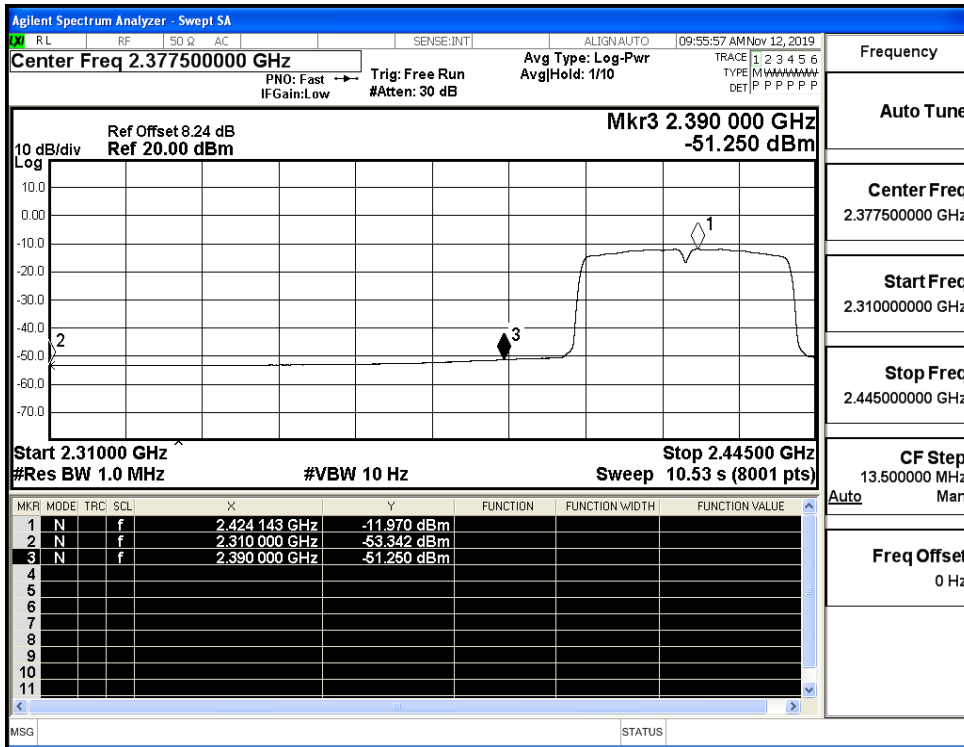 Agilent Spectrum Analyzer - Swept SA
LXI RL RF 50 Ω AC SENSE:INT ALIGN AUTO 09:55:57 AM Nov 12, 2019
Center Freq 2.377500000 GHz
PNO: Fast
IFGain:Low
Trig: Free Run
#Atten: 30 dB
Avg Type: Log-Pwr
Avg|Hold: 1/10
TRACE 1 2 3 4 5 6
TYPE M W W W W W
DET P P P P P P
Ref Offset 8.24 dB
10 dB/div Ref 20.00 dBm
Log
Mkr3 2.390 000 GHz
-51.250 dBm
10.0
0.00
-10.0
-20.0
-30.0
-40.0
-50.0
-60.0
-70.0
1
2
3
Start 2.31000 GHz Stop 2.44500 GHz
#Res BW 1.0 MHz #VBW 10 Hz Sweep 10.53 s (8001 pts)
MKR MODE TRC SCL X Y FUNCTION FUNCTION WIDTH FUNCTION VALUE
1 N f 2.424 143 GHz -11.970 dBm
2 N f 2.310 000 GHz -53.342 dBm
3 N f 2.390 000 GHz -51.250 dBm
4
5
6
7
8
9
10
11
MSG STATUS
Frequency
Auto Tune
Center Freq
2.377500000 GHz
Start Freq
2.310000000 GHz
Stop Freq
2.445000000 GHz
CF Step
13.500000 MHz
Auto Man
Freq Offset
0 Hz